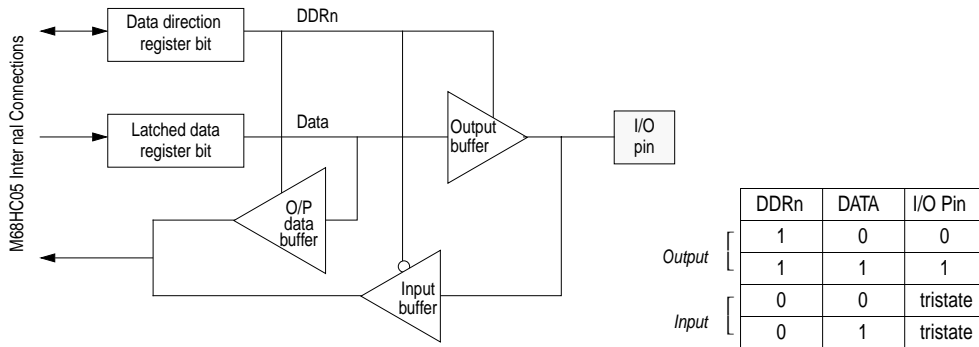 M68HC05 Inter nal Connections
Data direction
register bit
DDRn
Latched data
register bit
Data
Output
buffer
I/O
pin
O/P
data
buffer
Input
buffer
DDRn DATA I/O Pin
Output
1 0 0
1 1 1
Input
0 0 tristate
0 1 tristate